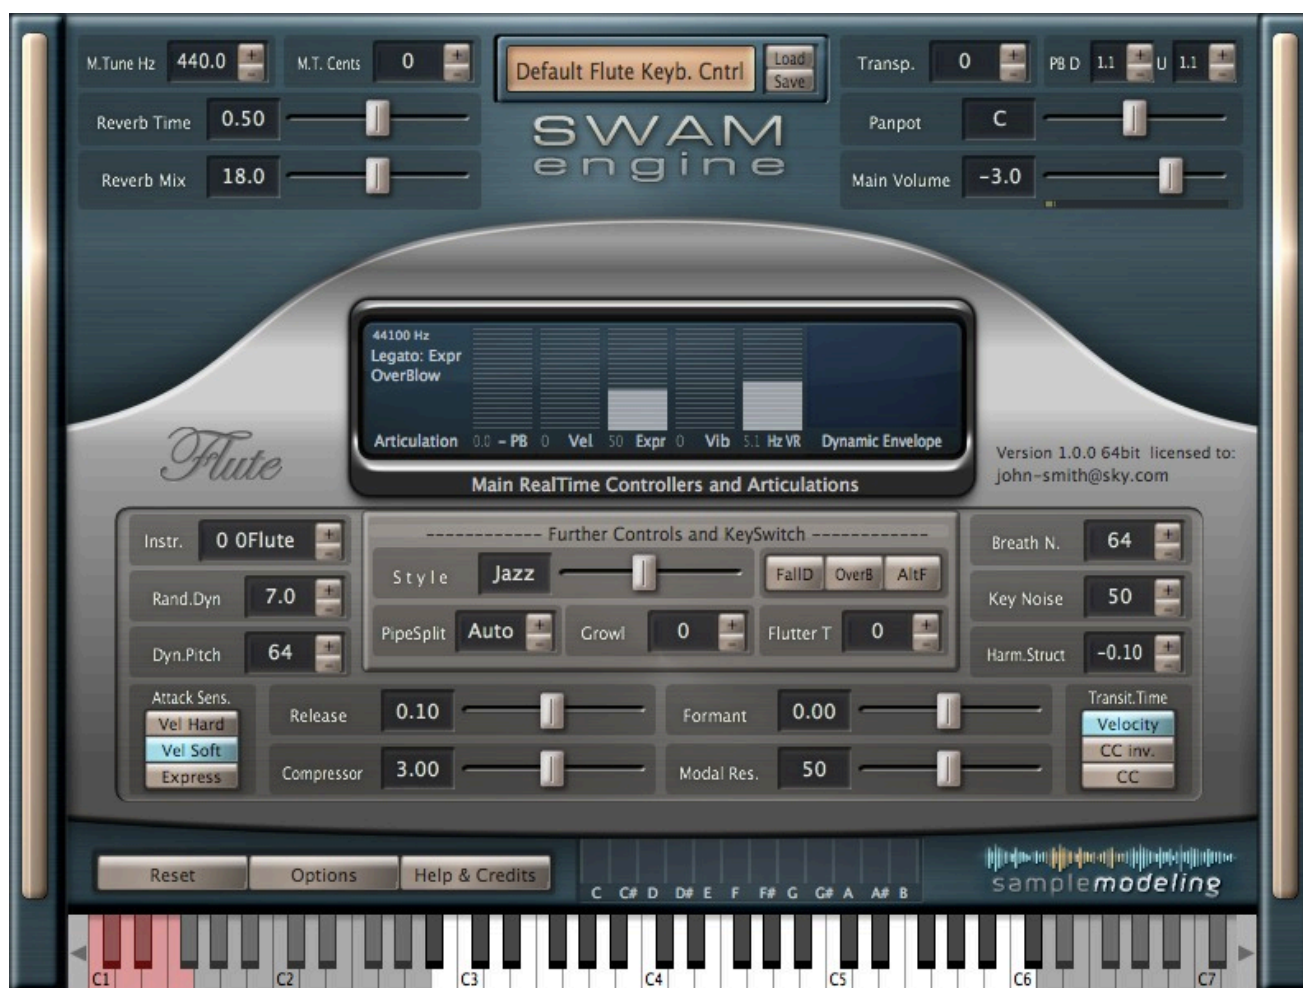 M.Tune Hz 440.0 + - M.T. Cents 0 + -
Default Flute Keyb. Cntrl Load
Save
Transp. 0 + - PB D 1.1 + - U 1.1 + -
Reverb Time 0.50
SWAM
engine
Panpot C
Reverb Mix 18.0
Main Volume -3.0
44100 Hz
Legato: Expr
OverBlow
Articulation 0.0 - PB 0 Vel 50 Expr 0 Vib 5.1 Hz VR Dynamic Envelope
Main RealTime Controllers and Articulations
Flute
Version 1.0.0 64bit licensed to:
john-smith@sky.com
Instr. 0 0Flute + -
Rand.Dyn 7.0 + -
Dyn.Pitch 64 + -
------------ Further Controls and KeySwitch ------------
Style Jazz FallD OverB AltF
PipeSplit Auto + - Growl 0 + - Flutter T 0 + -
Breath N. 64 + -
Key Noise 50 + -
Harm.Struct -0.10 + -
Attack Sens.
Vel Hard
Vel Soft
Express
Release 0.10
Compressor 3.00
Formant 0.00
Modal Res. 50
Transit.Time
Velocity
CC inv.
CC
Reset Options Help & Credits
C C# D D# E F F# G G# A A# B
samplemodeling
C1 C2 C3 C4 C5 C6 C7